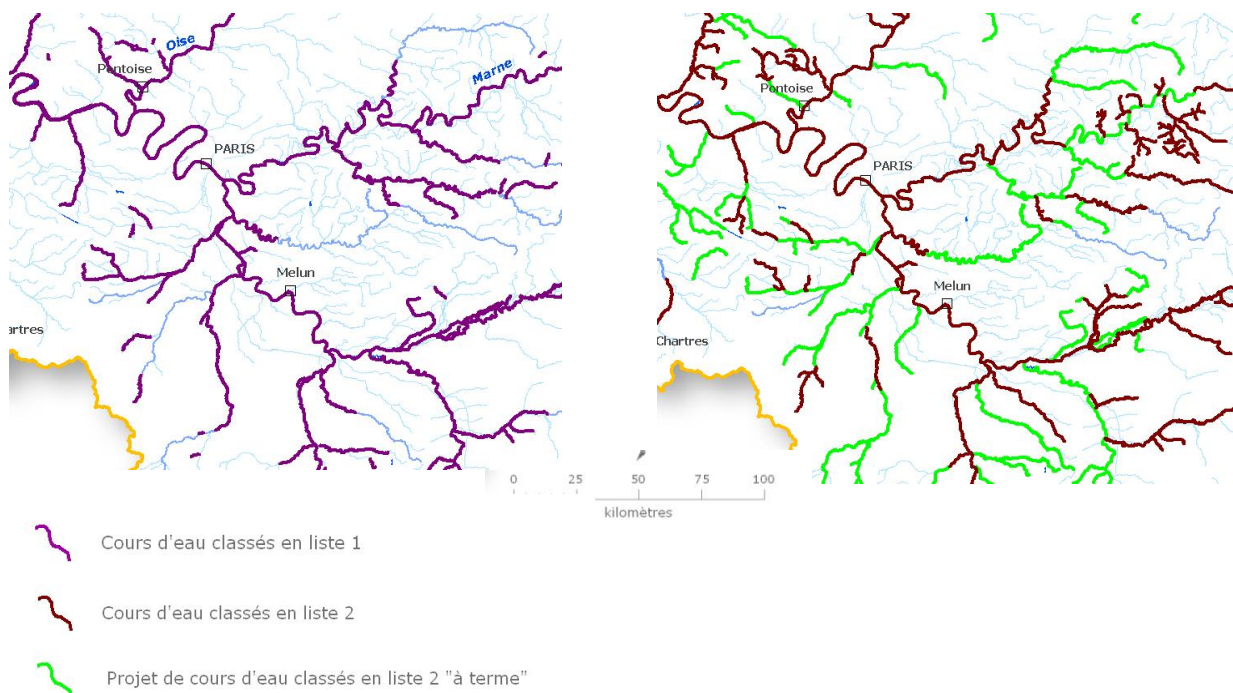 Oise
Pontoise
Marne
PARIS
Melun
artres
Pontoise
PARIS
Melun
Chartres
0 25 50 75 100
kilomètres
Cours d'eau classés en liste 1
Cours d'eau classés en liste 2
Projet de cours d'eau classés en liste 2 "à terme"